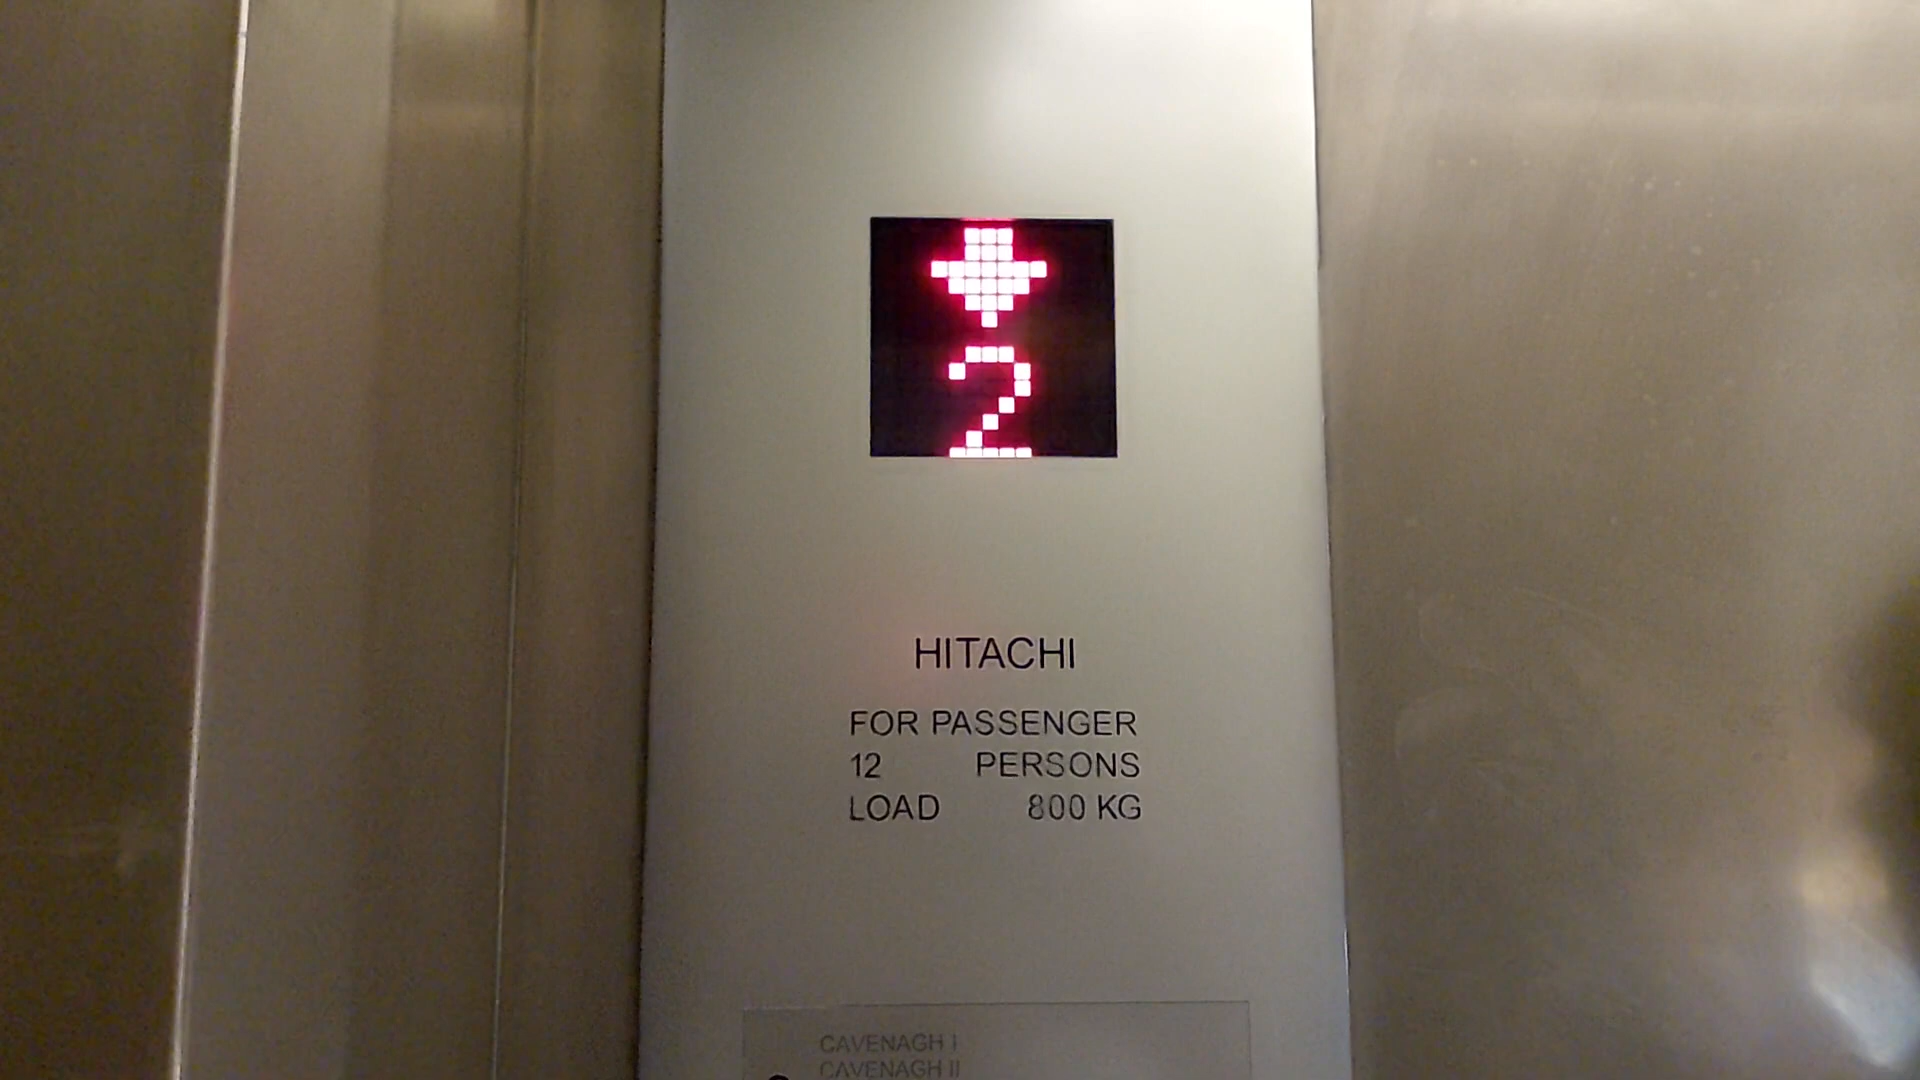 2
HITACHI
FOR PASSENGER
12 PERSONS
LOAD 800 KG
CAVENAGH I
CAVENAGH II